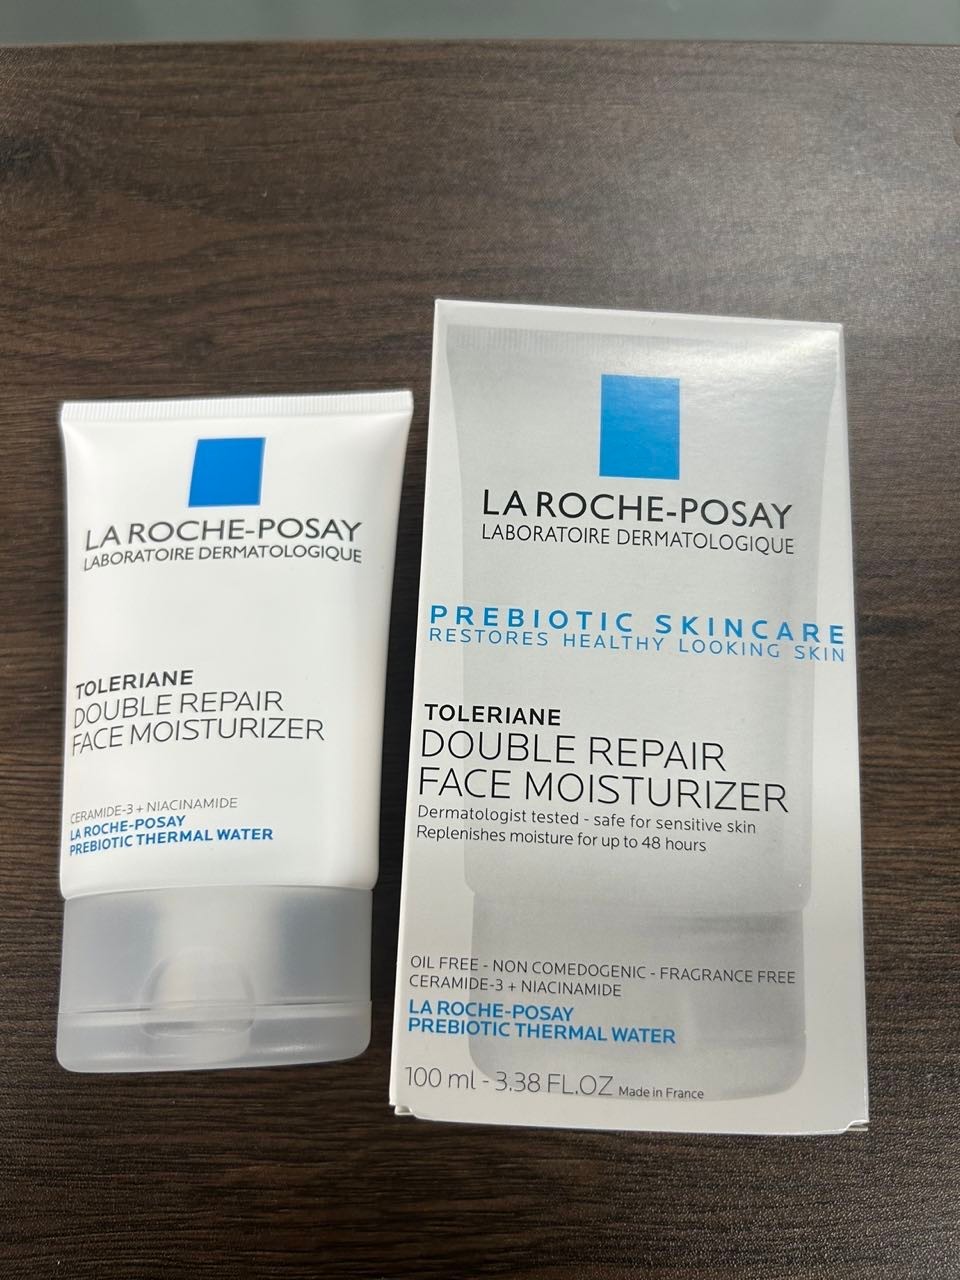 LA ROCHE-POSAY
LABORATOIRE DERMATOLOGIQUE
TOLERIANE
DOUBLE REPAIR
FACE MOISTURIZER
CERAMIDE-3 + NIACINAMIDE
LA ROCHE-POSAY
PREBIOTIC THERMAL WATER
LA ROCHE-POSAY
LABORATOIRE DERMATOLOGIQUE
PREBIOTIC SKINCARE
RESTORES HEALTHY LOOKING SKIN
TOLERIANE
DOUBLE REPAIR
FACE MOISTURIZER
Dermatologist tested - safe for sensitive skin
Replenishes moisture for up to 48 hours
OIL FREE - NON COMEDOGENIC - FRAGRANCE FREE
CERAMIDE-3 + NIACINAMIDE
LA ROCHE-POSAY
PREBIOTIC THERMAL WATER
100 ml - 3.38 FL.OZ Made in France